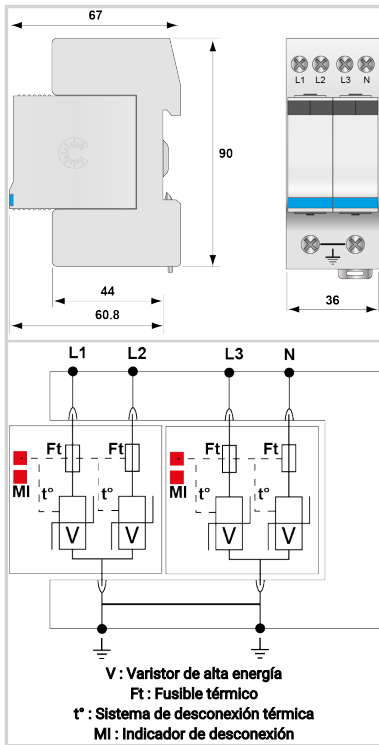 67
L1 L2 L3 N
90
44
36
60.8
L1 L2 L3 N
Ft Ft Ft Ft
MI t° t° MI t° t°
V V V V
V : Varistor de alta energía
Ft : Fusible térmico
t° : Sistema de desconexión térmica
MI : Indicador de desconexión